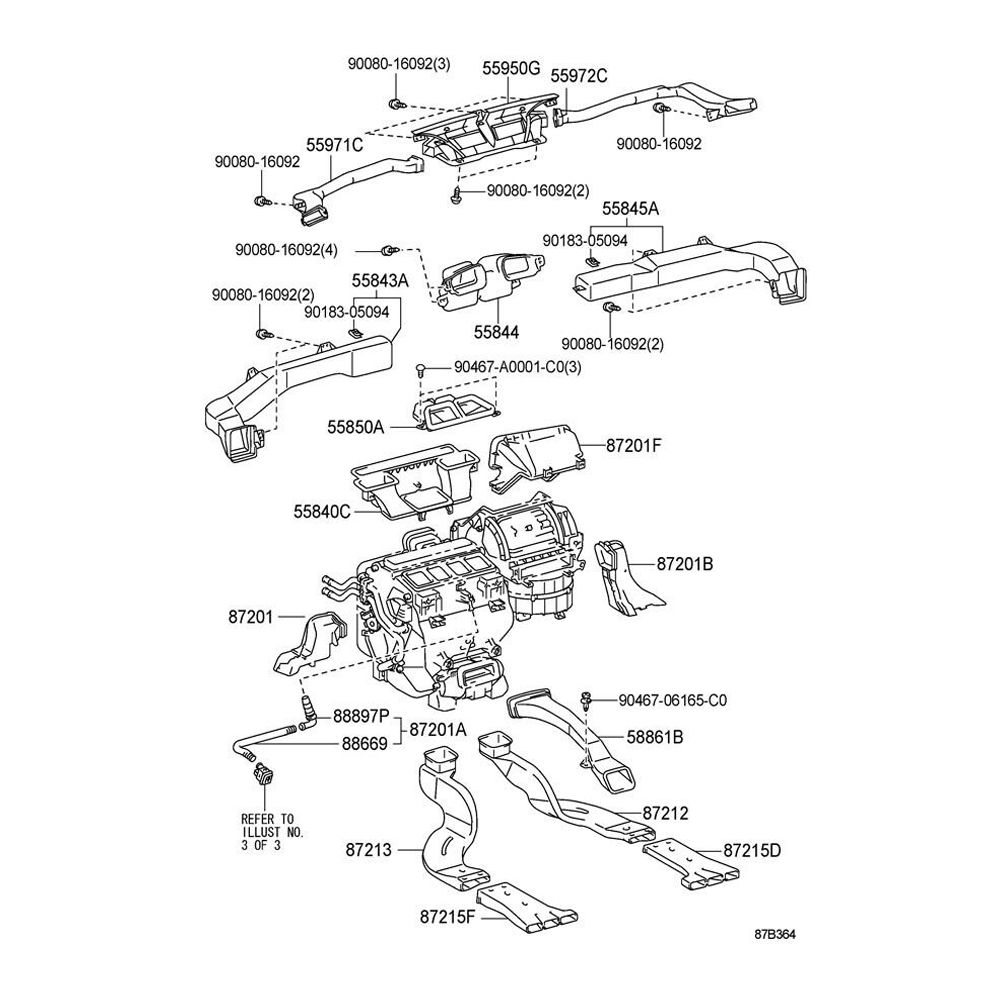 90080-16092(3)
55950G
55972C
55971C
90080-16092
90080-16092
90080-16092(2)
55845A
90183-05094
90080-16092(4)
55843A
90080-16092(2)
90183-05094
55844
90080-16092(2)
90467-A0001-C0(3)
55850A
87201F
55840C
87201B
87201
90467-06165-C0
88897P
87201A
58861B
88669
87212
REFER TO
ILLUST NO.
3 OF 3
87213
87215D
87215F
87B364